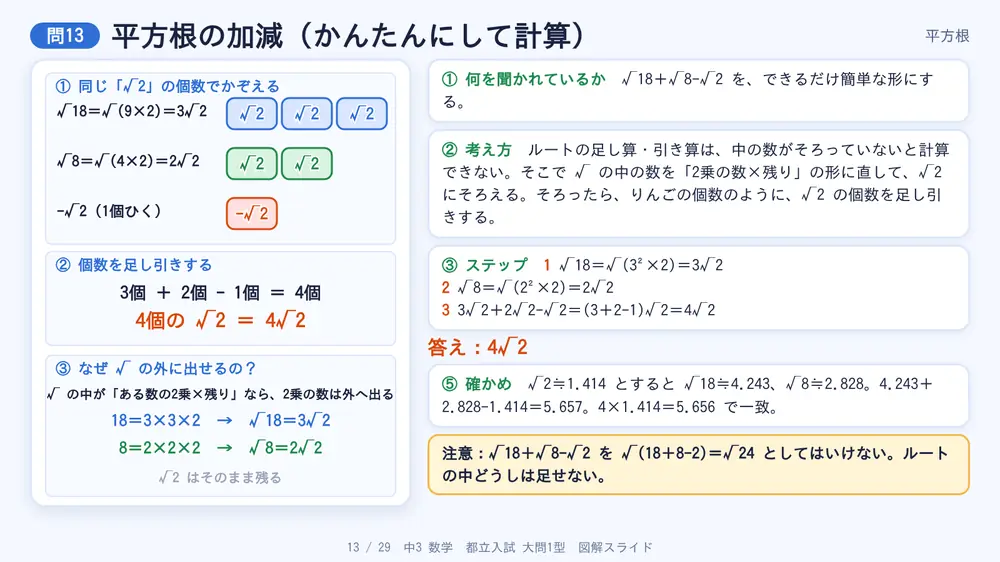 問13 平方根の加減（かんたんにして計算）
平方根
① 同じ「√2」の個数でかぞえる
√18＝√(9×2)＝3√2
√2 √2 √2
√8＝√(4×2)＝2√2
√2 √2
-√2（1個ひく）
-√2
② 個数を足し引きする
3個 ＋ 2個 - 1個 ＝ 4個
4個の √2 ＝ 4√2
③ なぜ √ の外に出せるの？
√ の中が「ある数の2乗×残り」なら、2乗の数は外へ出る
18＝3×3×2 → √18＝3√2
8＝2×2×2 → √8＝2√2
√2 はそのまま残る
① 何を聞かれているか √18＋√8-√2 を、できるだけ簡単な形にす
る。
② 考え方 ルートの足し算・引き算は、中の数がそろっていないと計算
できない。そこで √ の中の数を「2乗の数×残り」の形に直して、√2
にそろえる。そろったら、りんごの個数のように、√2 の個数を足し引
きする。
③ ステップ 1 √18＝√(3²×2)＝3√2
2 √8＝√(2²×2)＝2√2
3 3√2＋2√2-√2＝(3＋2-1)√2＝4√2
答え：4√2
⑤ 確かめ √2≒1.414 とすると √18≒4.243、√8≒2.828。4.243＋
2.828-1.414＝5.657。4×1.414＝5.656 で一致。
注意：√18＋√8-√2 を √(18＋8-2)＝√24 としてはいけない。ルート
の中どうしは足せない。
13 / 29 中3 数学 都立入試 大問1型 図解スライド